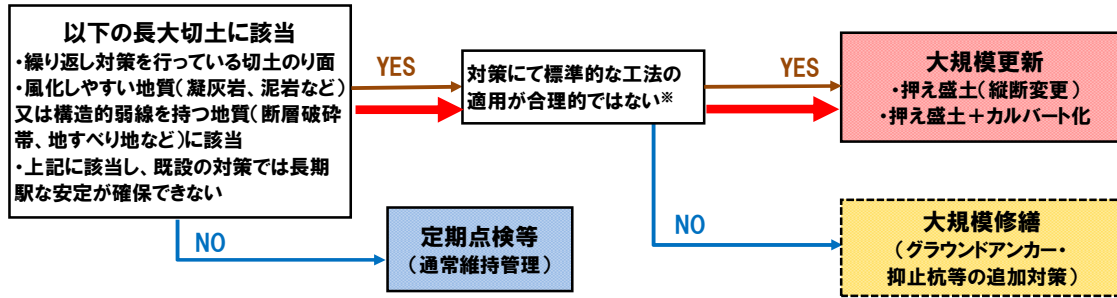 以下の長大切土に該当
・繰り返し対策を行っている切土のり面
・風化しやすい地質（凝灰岩、泥岩など）
又は構造的弱線を持つ地質（断層破砕
帯、地すべり地など）に該当
・上記に該当し、既設の対策では長期
駅な安定が確保できない
YES
対策にて標準的な工法の
適用が合理的ではない※
YES
大規模更新
・押え盛土（縦断変更）
・押え盛土＋カルバート化
NO
定期点検等
（通常維持管理）
NO
大規模修繕
（グラウンドアンカー・
抑止杭等の追加対策）